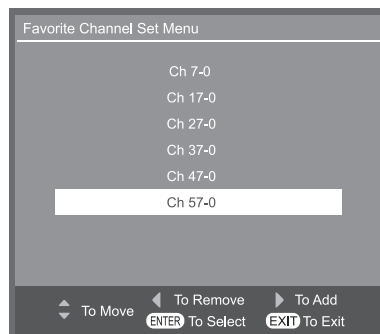 Favorite Channel Set Menu
Ch 7-0
Ch 17-0
Ch 27-0
Ch 37-0
Ch 47-0
Ch 57-0
To Move To Remove To Add
ENTER To Select EXIT To Exit